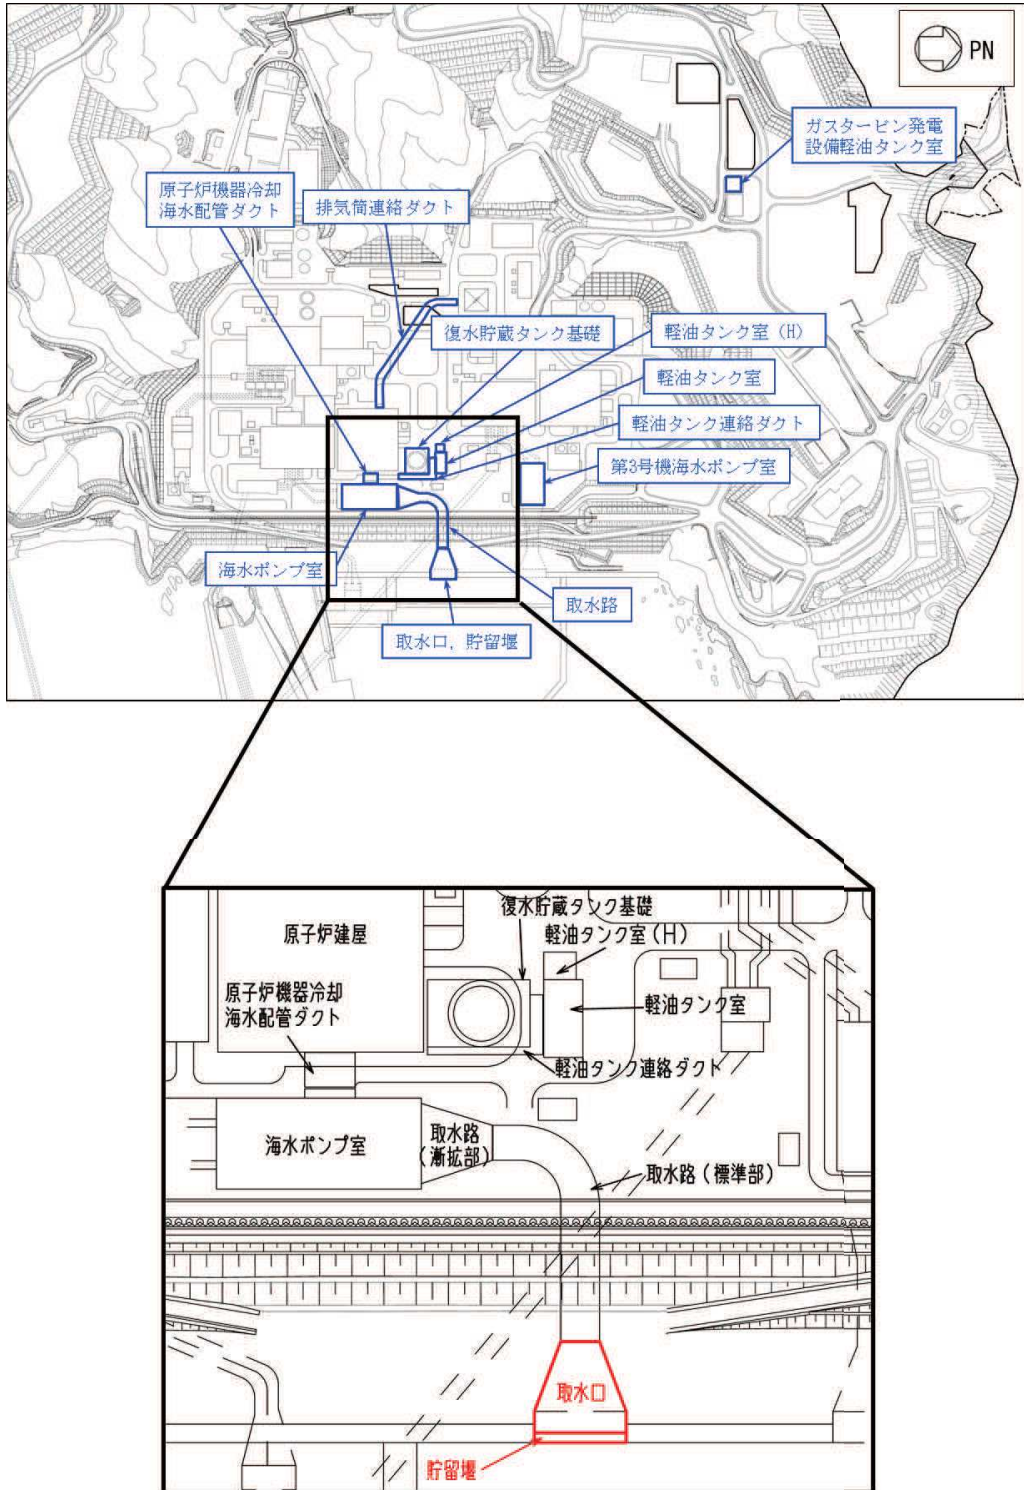 PN
ガスタービン発電
設備軽油タンク室
原子炉機器冷却
海水配管ダクト
排気筒連絡ダクト
復水貯蔵タンク基礎
軽油タンク室(H)
軽油タンク室
軽油タンク連絡ダクト
第3号機海水ポンプ室
海水ポンプ室
取水路
取水口，貯留堰
復水貯蔵タンク基礎
原子炉建屋
軽油タンク室(H)
原子炉機器冷却
海水配管ダクト
軽油タンク室
軽油タンク連絡ダクト
海水ポンプ室
取水路
(漸拡部)
取水路(標準部)
取水口
貯留堰